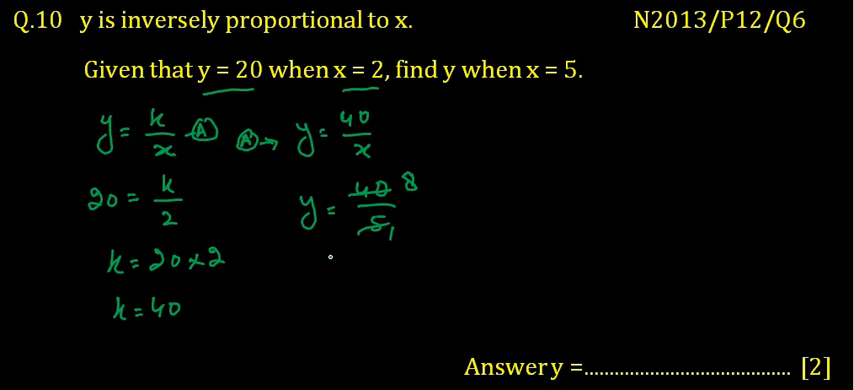 Q.10 y is inversely proportional to x. N2013/P12/Q6
Given that y = 20 when x = 2, find y when x = 5.
y = k/x -Ⓐ Ⓐ→ y = 40/x
20 = k/2 y = 40 8/5 1
k = 20 × 2
k = 40
Answer y =......................................... [2]